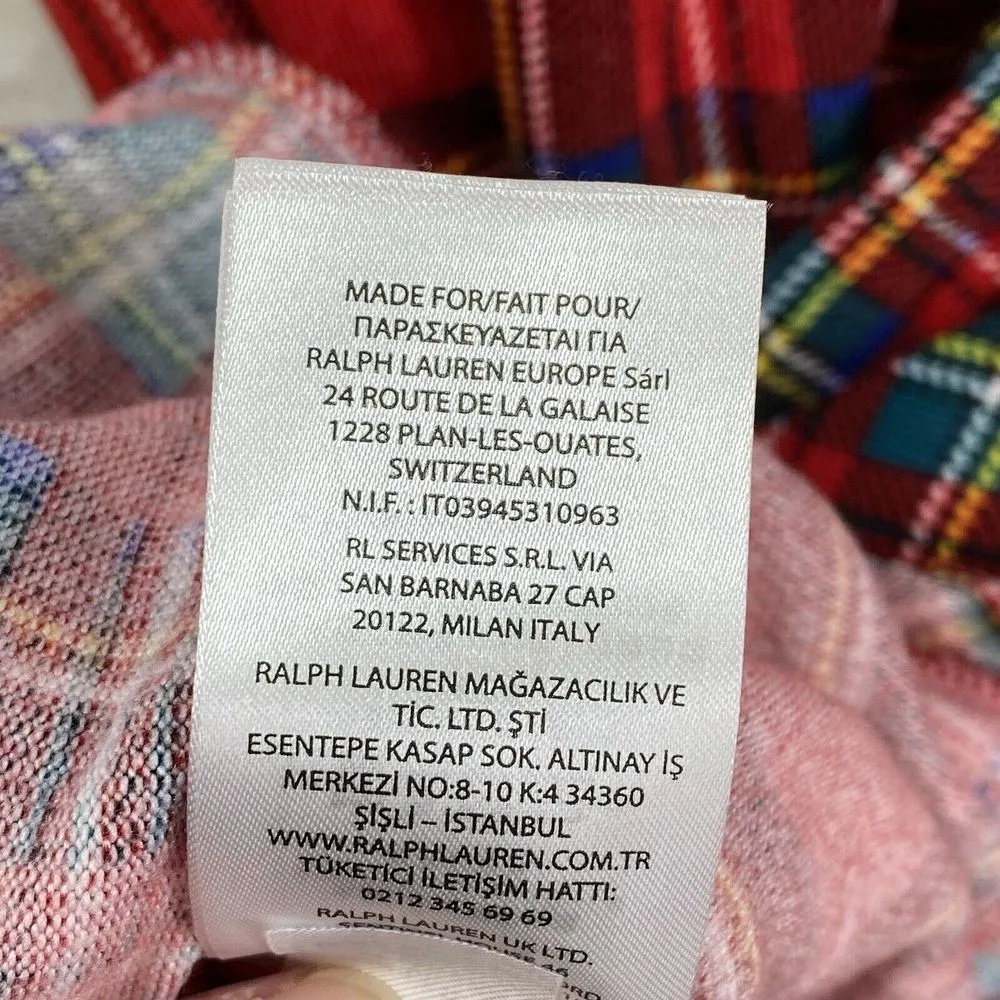 MADE FOR/FAIT POUR/
ΠΑΡΑΣΚΕΥΑΖΕΤΑΙ ΓΙΑ
RALPH LAUREN EUROPE Sárl
24 ROUTE DE LA GALAISE
1228 PLAN-LES-OUATES,
SWITZERLAND
N.I.F. : IT03945310963
RL SERVICES S.R.L. VIA
SAN BARNABA 27 CAP
20122, MILAN ITALY
RALPH LAUREN MAĞAZACILIK VE
TİC. LTD. ŞTİ
ESENTEPE KASAP SOK. ALTINAY İŞ
MERKEZİ NO:8-10 K:4 34360
ŞİŞLİ – İSTANBUL
WWW.RALPHLAUREN.COM.TR
TÜKETİCİ İLETİŞİM HATTI:
0212 345 69 69
RALPH LAUREN UK LTD.